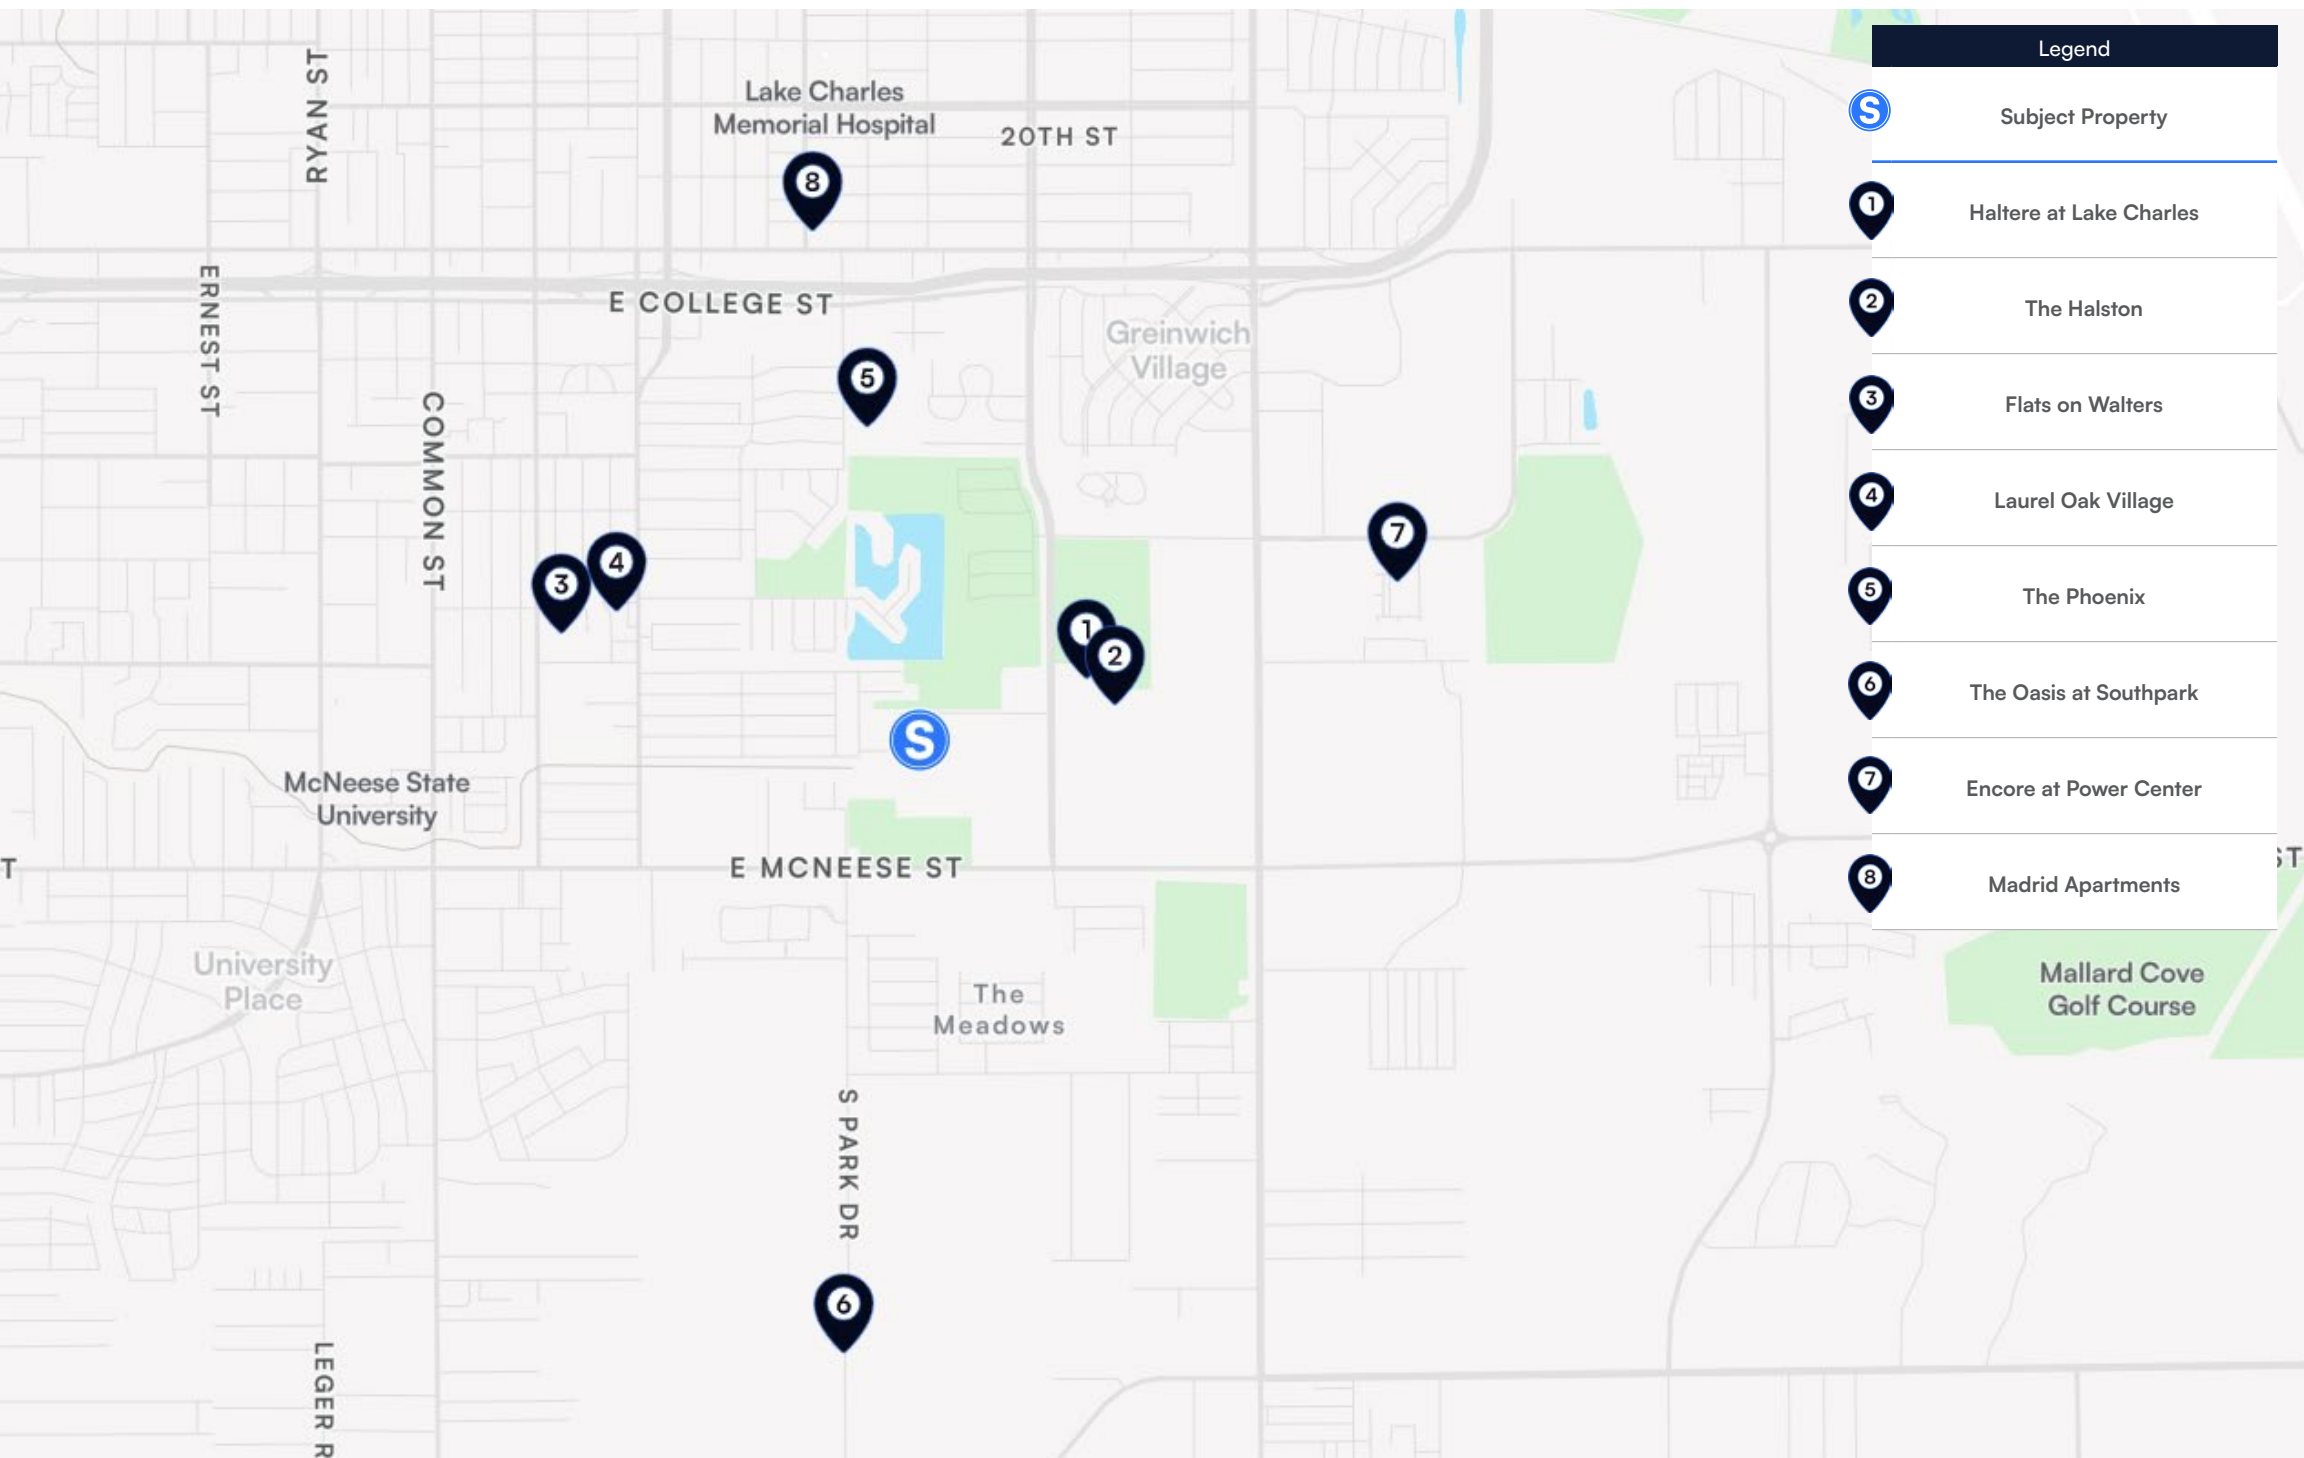 Legend
S
Subject Property
1
Haltere at Lake Charles
2
The Halston
3
Flats on Walters
4
Laurel Oak Village
5
The Phoenix
6
The Oasis at Southpark
7
Encore at Power Center
8
Madrid Apartments
RYAN ST
Lake Charles
Memorial Hospital
20TH ST
8
ERNEST ST
E COLLEGE ST
Greinwich
Village
5
COMMON ST
7
4
3
1
2
S
McNeese State
University
T
E MCNEESE ST
ST
University
Place
The
Meadows
Mallard Cove
Golf Course
S PARK DR
6
LEGER R